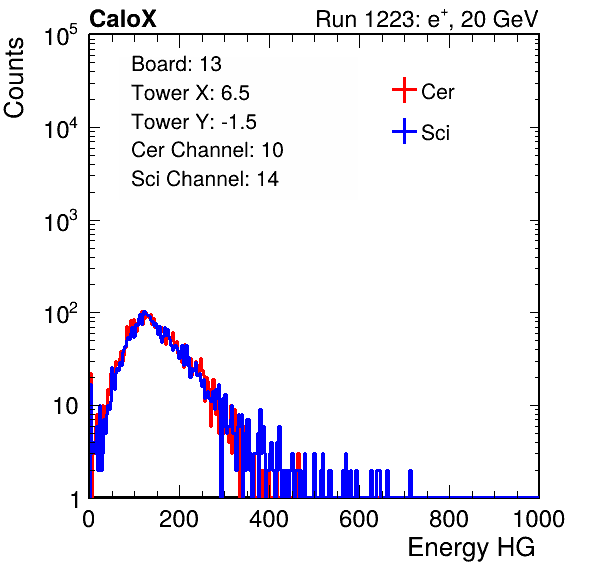 CaloX Run 1223: e⁺, 20 GeV
Counts
10⁵
10⁴
10³
10²
10
1
Board: 13
Tower X: 6.5
Tower Y: -1.5
Cer Channel: 10
Sci Channel: 14
Cer
Sci
0 200 400 600 800 1000
Energy HG